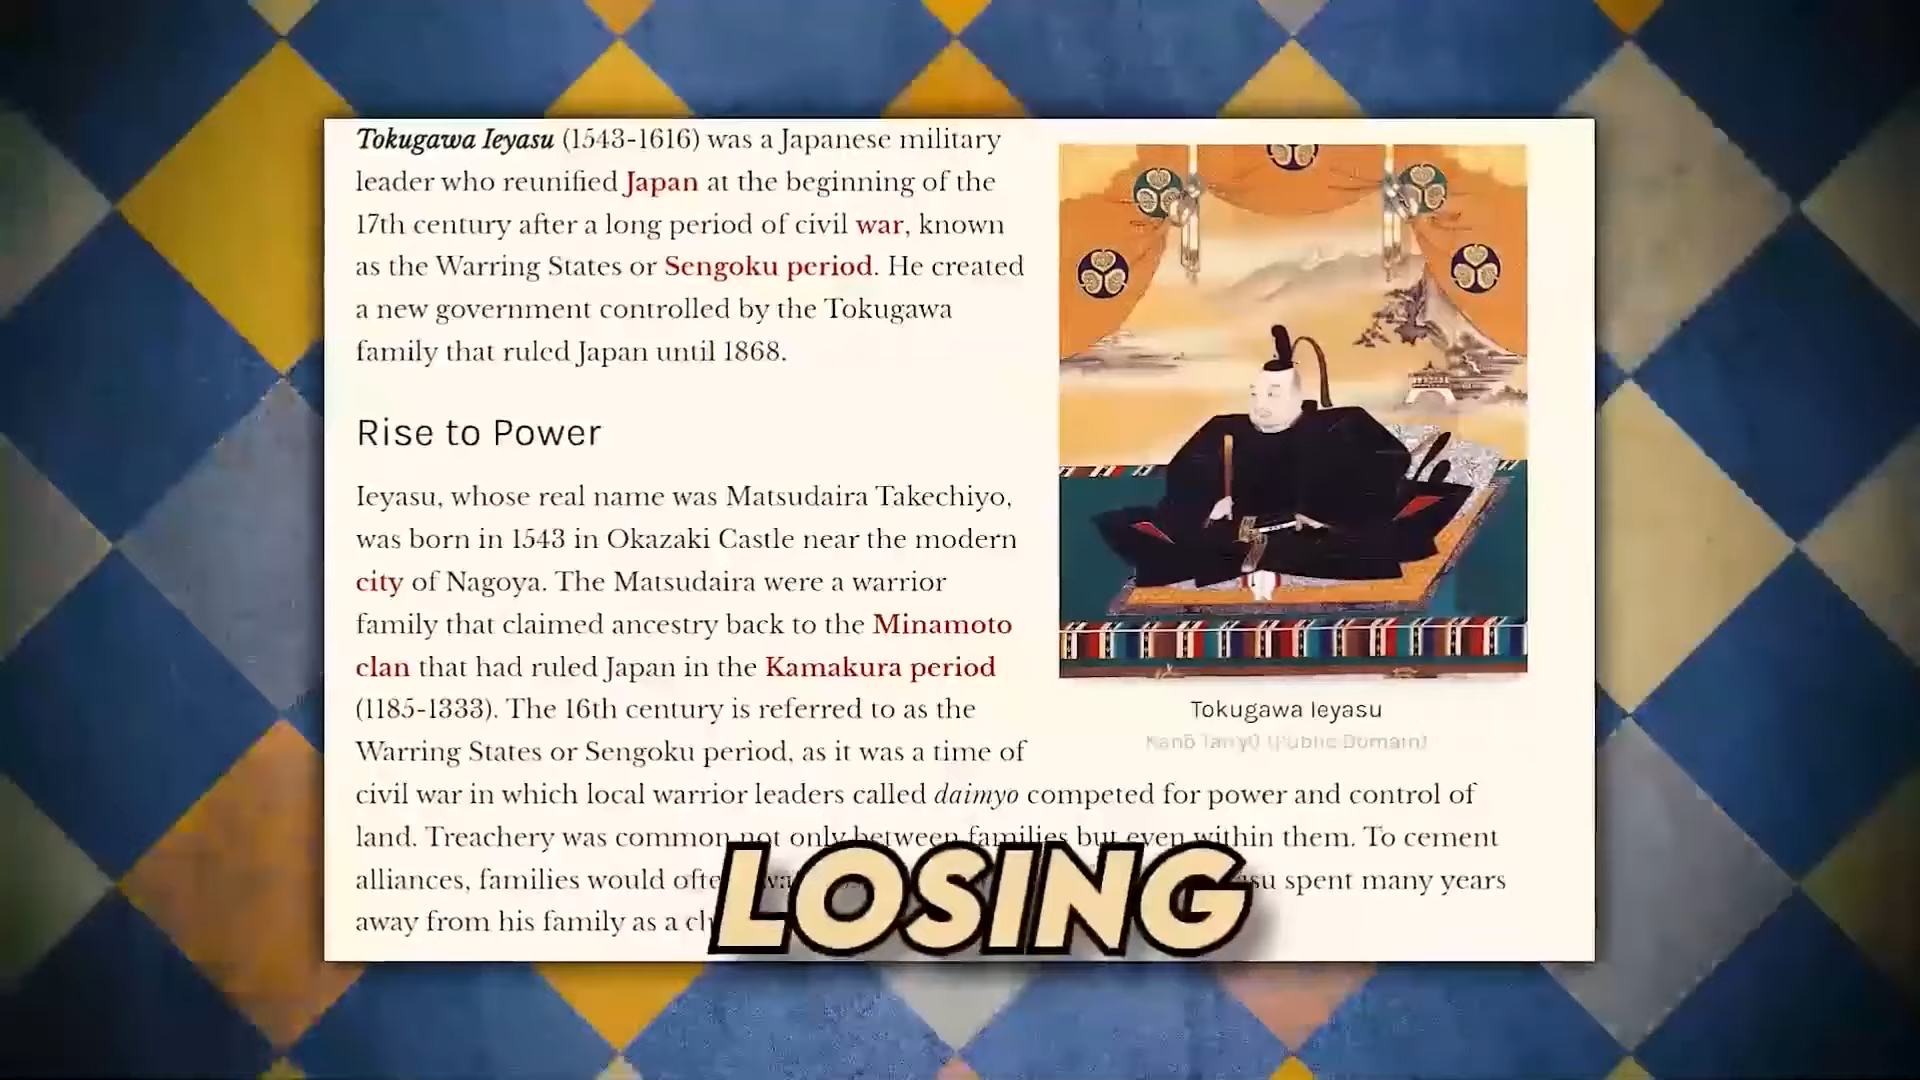 Tokugawa Ieyasu (1543-1616) was a Japanese military
leader who reunified Japan at the beginning of the
17th century after a long period of civil war, known
as the Warring States or Sengoku period. He created
a new government controlled by the Tokugawa
family that ruled Japan until 1868.
Rise to Power
Ieyasu, whose real name was Matsudaira Takechiyo,
was born in 1543 in Okazaki Castle near the modern
city of Nagoya. The Matsudaira were a warrior
family that claimed ancestry back to the Minamoto
clan that had ruled Japan in the Kamakura period
(1185-1333). The 16th century is referred to as the
Warring States or Sengoku period, as it was a time of
civil war in which local warrior leaders called daimyo competed for power and control of
land. Treachery was common not only between families but even within them. To cement
alliances, families would spent many years
away from his family as a
Tokugawa Ieyasu
Kanō Tan'yū (Public Domain)
LOSING